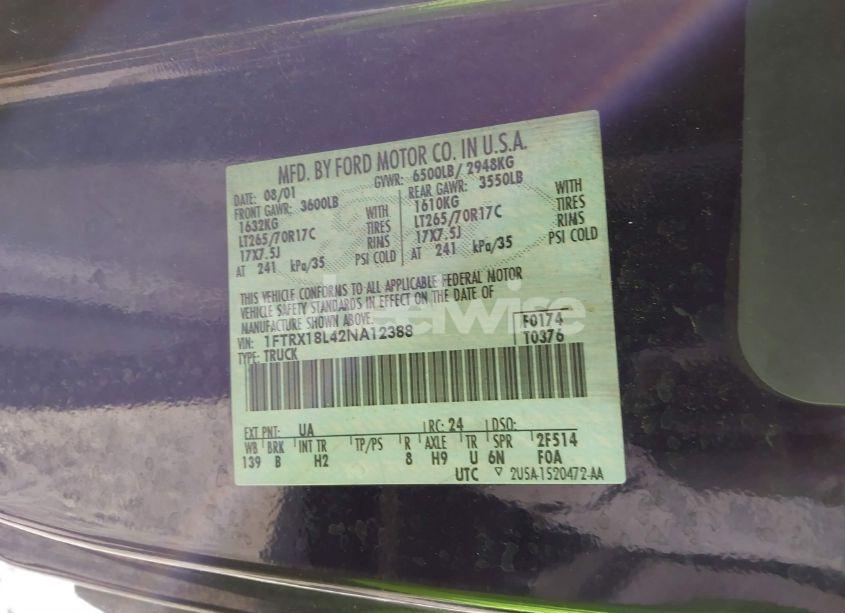 MFD. BY FORD MOTOR CO. IN U.S.A.
DATE: 08/01 GVWR: 6500LB/ 2948KG
FRONT GAWR: 3600LB REAR GAWR: 3550LB
1632KG WITH 1610KG WITH
LT265/70R17C TIRES LT265/70R17C TIRES
17X7.5J RIMS 17X7.5J RIMS
AT 241 kPa/35 PSI COLD AT 241 kPa/35 PSI COLD
THIS VEHICLE CONFORMS TO ALL APPLICABLE FEDERAL MOTOR
VEHICLE SAFETY STANDARDS IN EFFECT ON THE DATE OF
MANUFACTURE SHOWN ABOVE.
VIN: 1FTRX18L42NA12388 F0174
TYPE: TRUCK T0376
EXT PNT: UA RC: 24 DSO:
WB BRK INT TR TP/PS R AXLE TR SPR 2F514
139 B H2 8 H9 U 6N F0A
UTC ▽ 2U5A-1520472-AA